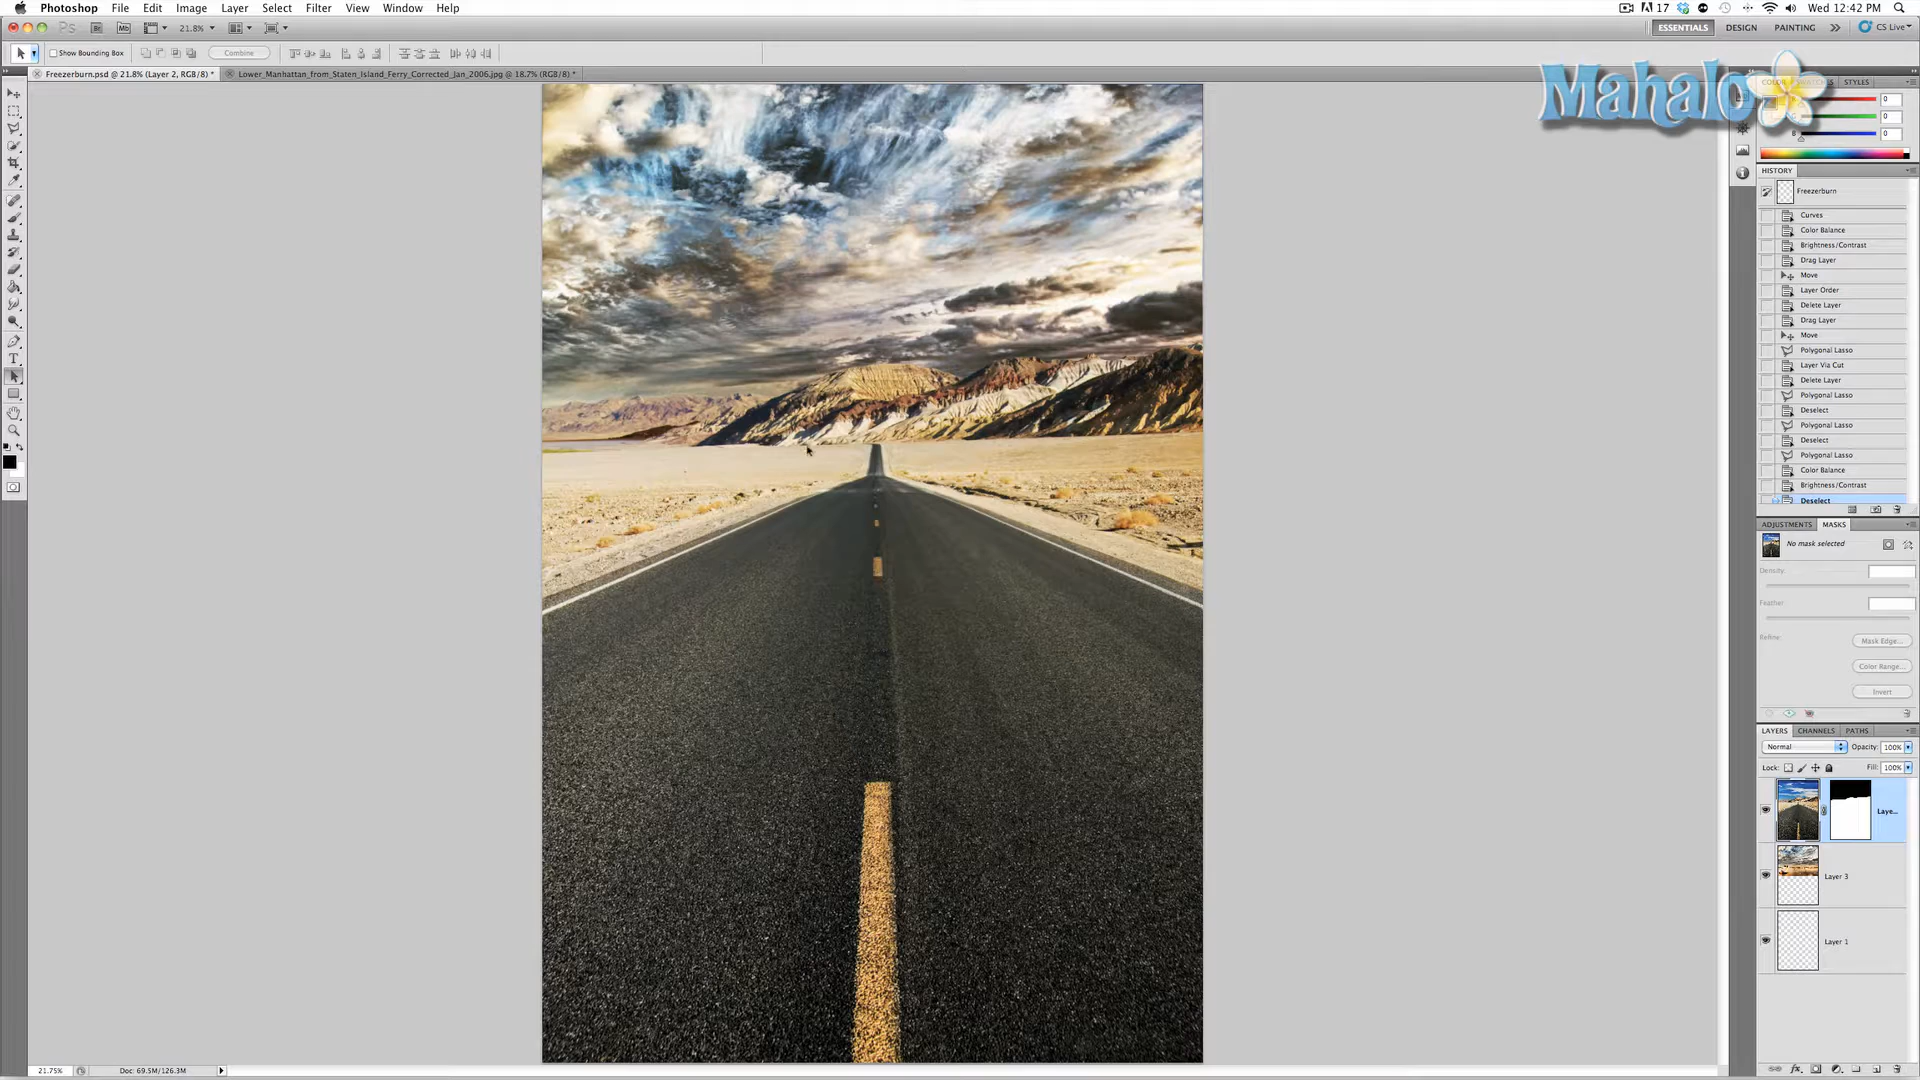 Photoshop File Edit Image Layer Select Filter View Window Help
17 Wed 12:42 PM
Ps Br Mb 21.8% ESSENTIALS DESIGN PAINTING CS Live
Show Bounding Box Combine
Freezerburn.psd @ 21.8% (Layer 2, RGB/8) * Lower_Manhattan_from_Staten_Island_Ferry_Corrected_Jan_2006.jpg @ 18.7% (RGB/8) *
Mahalo
COLOR SWATCHES STYLES
0
0
B 0
HISTORY
Freezerburn
Curves
Color Balance
Brightness/Contrast
Drag Layer
Move
Layer Order
Delete Layer
Drag Layer
Move
Polygonal Lasso
Layer Via Cut
Delete Layer
Polygonal Lasso
Deselect
Polygonal Lasso
Deselect
Polygonal Lasso
Color Balance
Brightness/Contrast
Deselect
ADJUSTMENTS MASKS
No mask selected
Density:
Feather:
Refine:
Mask Edge...
Color Range...
Invert
LAYERS CHANNELS PATHS
Normal Opacity: 100%
Lock: Fill: 100%
Laye...
Layer 3
Layer 1
21.75% Doc: 69.5M/126.3M